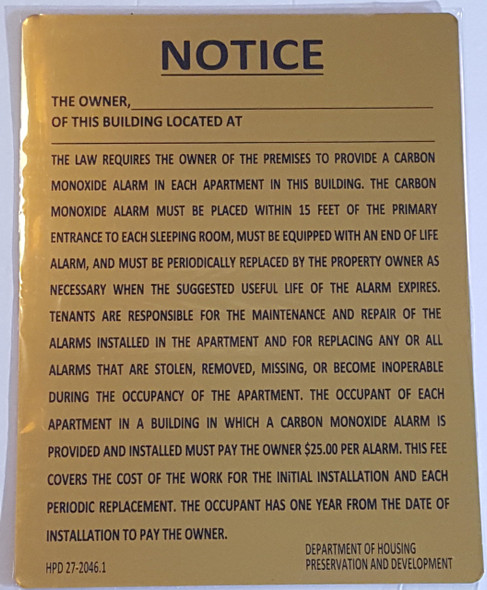 NOTICE
THE OWNER,
OF THIS BUILDING LOCATED AT
THE LAW REQUIRES THE OWNER OF THE PREMISES TO PROVIDE A CARBON
MONOXIDE ALARM IN EACH APARTMENT IN THIS BUILDING. THE CARBON
MONOXIDE ALARM MUST BE PLACED WITHIN 15 FEET OF THE PRIMARY
ENTRANCE TO EACH SLEEPING ROOM, MUST BE EQUIPPED WITH AN END OF LIFE
ALARM, AND MUST BE PERIODICALLY REPLACED BY THE PROPERTY OWNER AS
NECESSARY WHEN THE SUGGESTED USEFUL LIFE OF THE ALARM EXPIRES.
TENANTS ARE RESPONSIBLE FOR THE MAINTENANCE AND REPAIR OF THE
ALARMS INSTALLED IN THE APARTMENT AND FOR REPLACING ANY OR ALL
ALARMS THAT ARE STOLEN, REMOVED, MISSING, OR BECOME INOPERABLE
DURING THE OCCUPANCY OF THE APARTMENT. THE OCCUPANT OF EACH
APARTMENT IN A BUILDING IN WHICH A CARBON MONOXIDE ALARM IS
PROVIDED AND INSTALLED MUST PAY THE OWNER $25.00 PER ALARM. THIS FEE
COVERS THE COST OF THE WORK FOR THE INiTIAL INSTALLATION AND EACH
PERIODIC REPLACEMENT. THE OCCUPANT HAS ONE YEAR FROM THE DATE OF
INSTALLATION TO PAY THE OWNER.
HPD 27-2046.1
DEPARTMENT OF HOUSING
PRESERVATION AND DEVELOPMENT